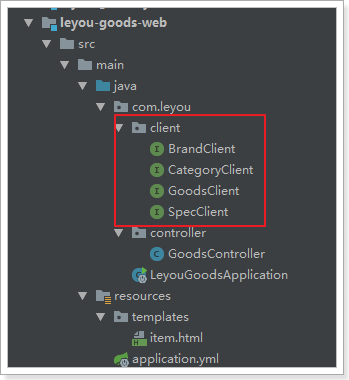 leyou-goods-web
src
main
java
com.leyou
client
BrandClient
CategoryClient
GoodsClient
SpecClient
controller
GoodsController
LeyouGoodsApplication
resources
templates
item.html
application.yml